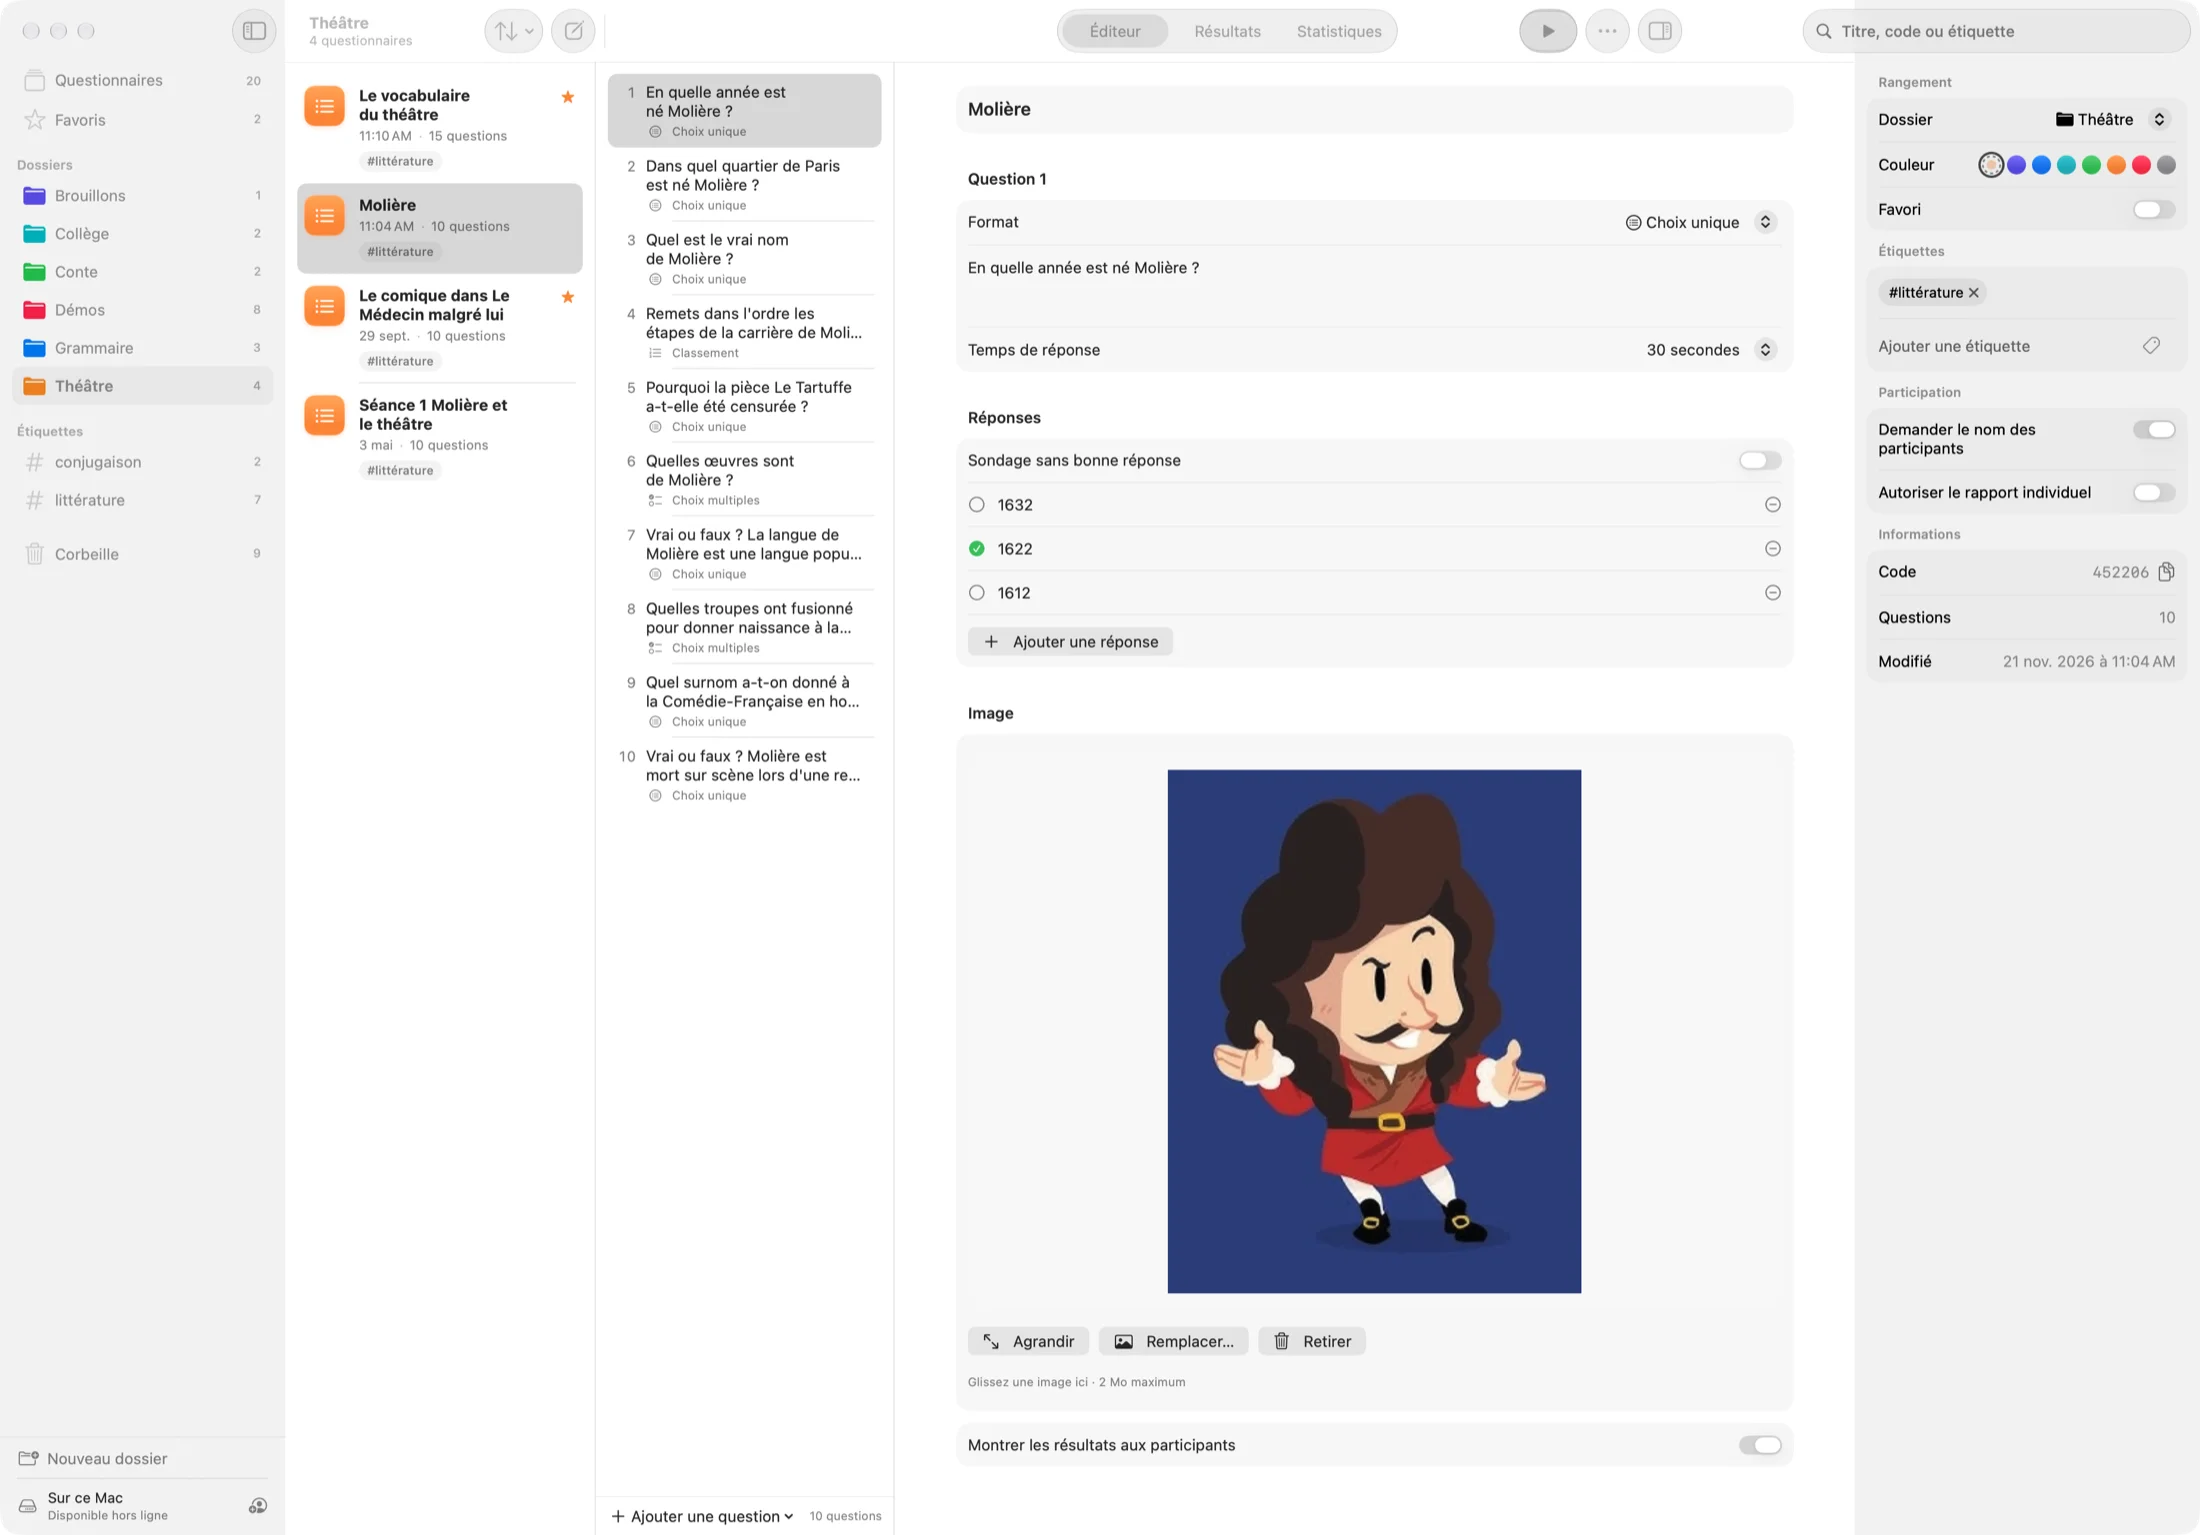 Questionnaires 20
Favoris 2
Dossiers
Brouillons 1
Collège 2
Conte 2
Démos 8
Grammaire 3
Théâtre 4
Étiquettes
conjugaison 2
littérature 7
Corbeille 9
Nouveau dossier
Sur ce Mac
Disponible hors ligne
Théâtre
4 questionnaires
Le vocabulaire
du théâtre
11:10 AM · 15 questions
#littérature
Molière
11:04 AM · 10 questions
#littérature
Le comique dans Le
Médecin malgré lui
29 sept. · 10 questions
#littérature
Séance 1 Molière et
le théâtre
3 mai · 10 questions
#littérature
1 En quelle année est
né Molière ?
Choix unique
2 Dans quel quartier de Paris
est né Molière ?
Choix unique
3 Quel est le vrai nom
de Molière ?
Choix unique
4 Remets dans l'ordre les
étapes de la carrière de Moli...
Classement
5 Pourquoi la pièce Le Tartuffe
a-t-elle été censurée ?
Choix unique
6 Quelles œuvres sont
de Molière ?
Choix multiples
7 Vrai ou faux ? La langue de
Molière est une langue popu...
Choix unique
8 Quelles troupes ont fusionné
pour donner naissance à la...
Choix multiples
9 Quel surnom a-t-on donné à
la Comédie-Française en ho...
Choix unique
10 Vrai ou faux ? Molière est
mort sur scène lors d'une re...
Choix unique
+ Ajouter une question 10 questions
Éditeur Résultats Statistiques
Molière
Question 1
Format Choix unique
En quelle année est né Molière ?
Temps de réponse 30 secondes
Réponses
Sondage sans bonne réponse
1632
1622
1612
+ Ajouter une réponse
Image
Agrandir Remplacer... Retirer
Glissez une image ici · 2 Mo maximum
Montrer les résultats aux participants
Titre, code ou étiquette
Rangement
Dossier Théâtre
Couleur
Favori
Étiquettes
#littérature
Ajouter une étiquette
Participation
Demander le nom des
participants
Autoriser le rapport individuel
Informations
Code 452206
Questions 10
Modifié 21 nov. 2026 à 11:04 AM